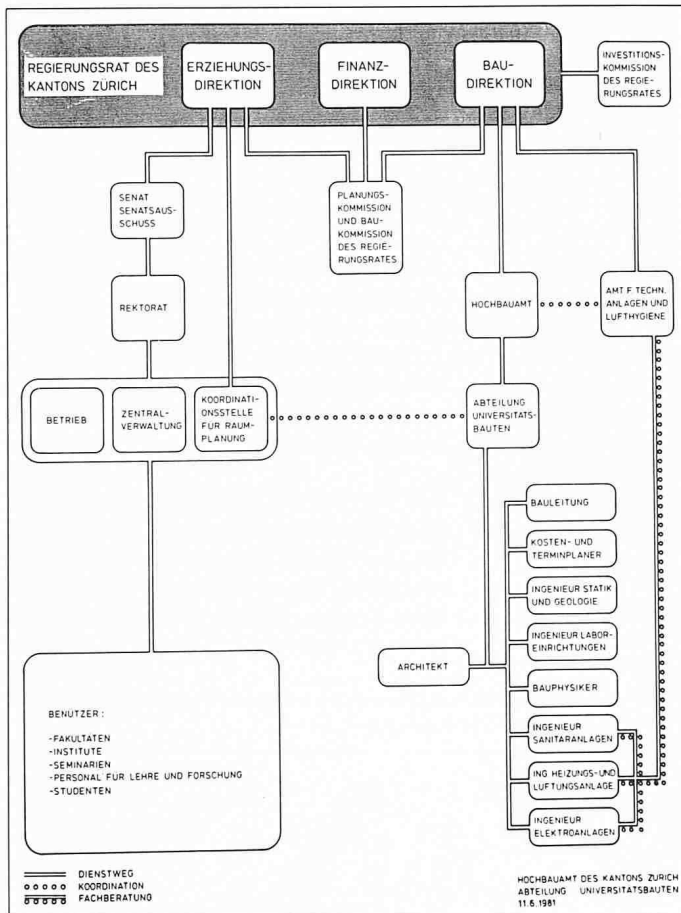 REGIERUNGSRAT DES
KANTONS ZÜRICH
ERZIEHUNGS-
DIREKTION
FINANZ-
DIREKTION
BAU-
DIREKTION
INVESTITIONS-
KOMMISSION
DES REGIE-
RUNGSRATES
SENAT
SENATSAUS-
SCHUSS
PLANUNGS-
KOMMISSION
UND BAU-
KOMMISSION
DES REGIE-
RUNGSRATES
REKTORAT
HOCHBAUAMT
AMT F. TECHN.
ANLAGEN UND
LUFTHYGIENE
BETRIEB
ZENTRAL-
VERWALTUNG
KOORDINATI-
ONSSTELLE
FÜR RAUM-
PLANUNG
ABTEILUNG
UNIVERSITÄTS-
BAUTEN
BAULEITUNG
KOSTEN- UND
TERMINPLANER
INGENIEUR STATIK
UND GEOLOGIE
INGENIEUR LABOR-
EINRICHTUNGEN
ARCHITEKT
BAUPHYSIKER
INGENIEUR
SANITÄRANLAGEN
ING HEIZUNGS- UND
LÜFTUNGSANLAGE.
INGENIEUR
ELEKTROANLAGEN
BENÜTZER :
-FAKULTÄTEN
-INSTITUTE
-SEMINARIEN
-PERSONAL FÜR LEHRE UND FORSCHUNG
-STUDENTEN
DIENSTWEG
KOORDINATION
FACHBERATUNG
HOCHBAUAMT DES KANTONS ZÜRICH
ABTEILUNG UNIVERSITÄTSBAUTEN
11.6.1981